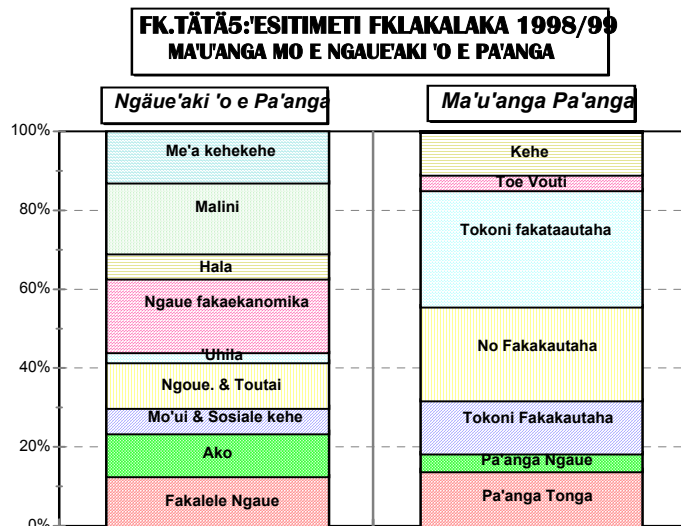 FK.TĀTĀ5:'ESITIMETI FKLAKALAKA 1998/99
MA'U'ANGA MO E NGAUE'AKI 'O E PA'ANGA
Ngāue'aki 'o e Pa'anga
Ma'u'anga Pa'anga
100%
80%
60%
40%
20%
0%
Me'a kehekehe
Malini
Hala
Ngaue fakaekanomika
'Uhila
Ngoue. & Toutai
Mo'ui & Sosiale kehe
Ako
Fakalele Ngaue
Kehe
Toe Vouti
Tokoni fakataautaha
No Fakakautaha
Tokoni Fakakautaha
Pa'anga Ngaue
Pa'anga Tonga